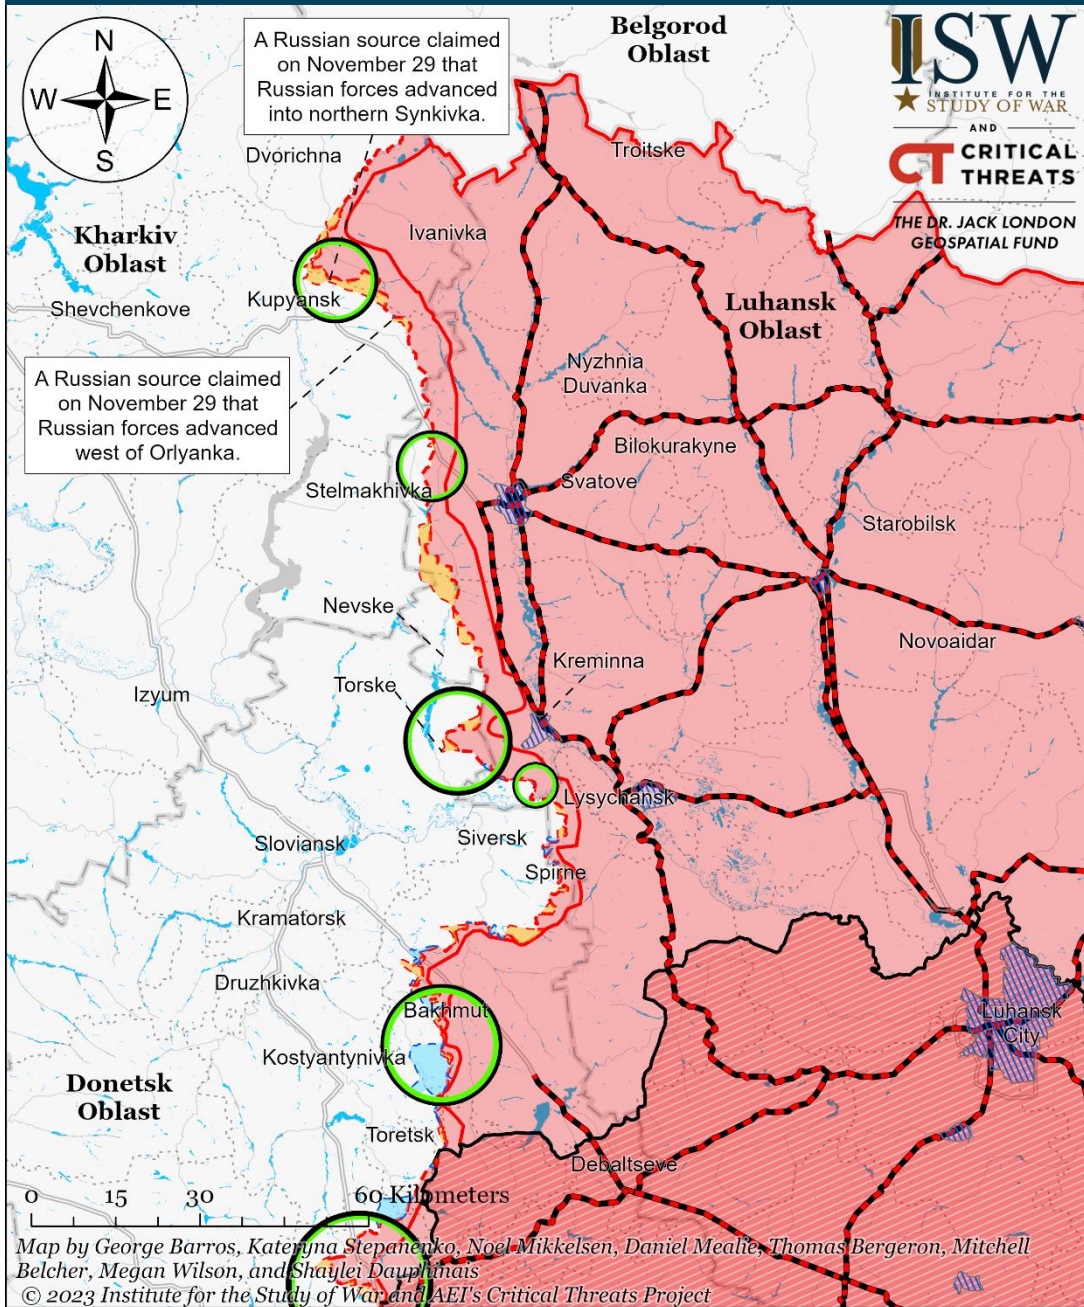 N
W
E
S
A Russian source claimed
on November 29 that
Russian forces advanced
into northern Synkivka.
Belgorod
Oblast
ISW
INSTITUTE FOR THE
STUDY OF WAR
AND
CT CRITICAL
THREATS
THE DR. JACK LONDON
GEOSPATIAL FUND
Dvorichna
Troitske
Kharkiv
Oblast
Ivanivka
Shevchenkove
Kupyansk
Luhansk
Oblast
A Russian source claimed
on November 29 that
Russian forces advanced
west of Orlyanka.
Nyzhnia
Duvanka
Bilokurakyne
Stelmakhivka
Svatove
Starobilsk
Nevske
Novoaidar
Kreminna
Torske
Izyum
Lysychansk
Siversk
Sloviansk
Spirne
Kramatorsk
Druzhkivka
Bakhmut
Luhansk
City
Kostyantynivka
Donetsk
Oblast
Toretsk
Debaltseve
0 15 30 60 Kilometers
Map by George Barros, Kateryna Stepanenko, Noel Mikkelsen, Daniel Mealie, Thomas Bergeron, Mitchell
Belcher, Megan Wilson, and Shaylei Dauphinais
© 2023 Institute for the Study of War and AEI's Critical Threats Project